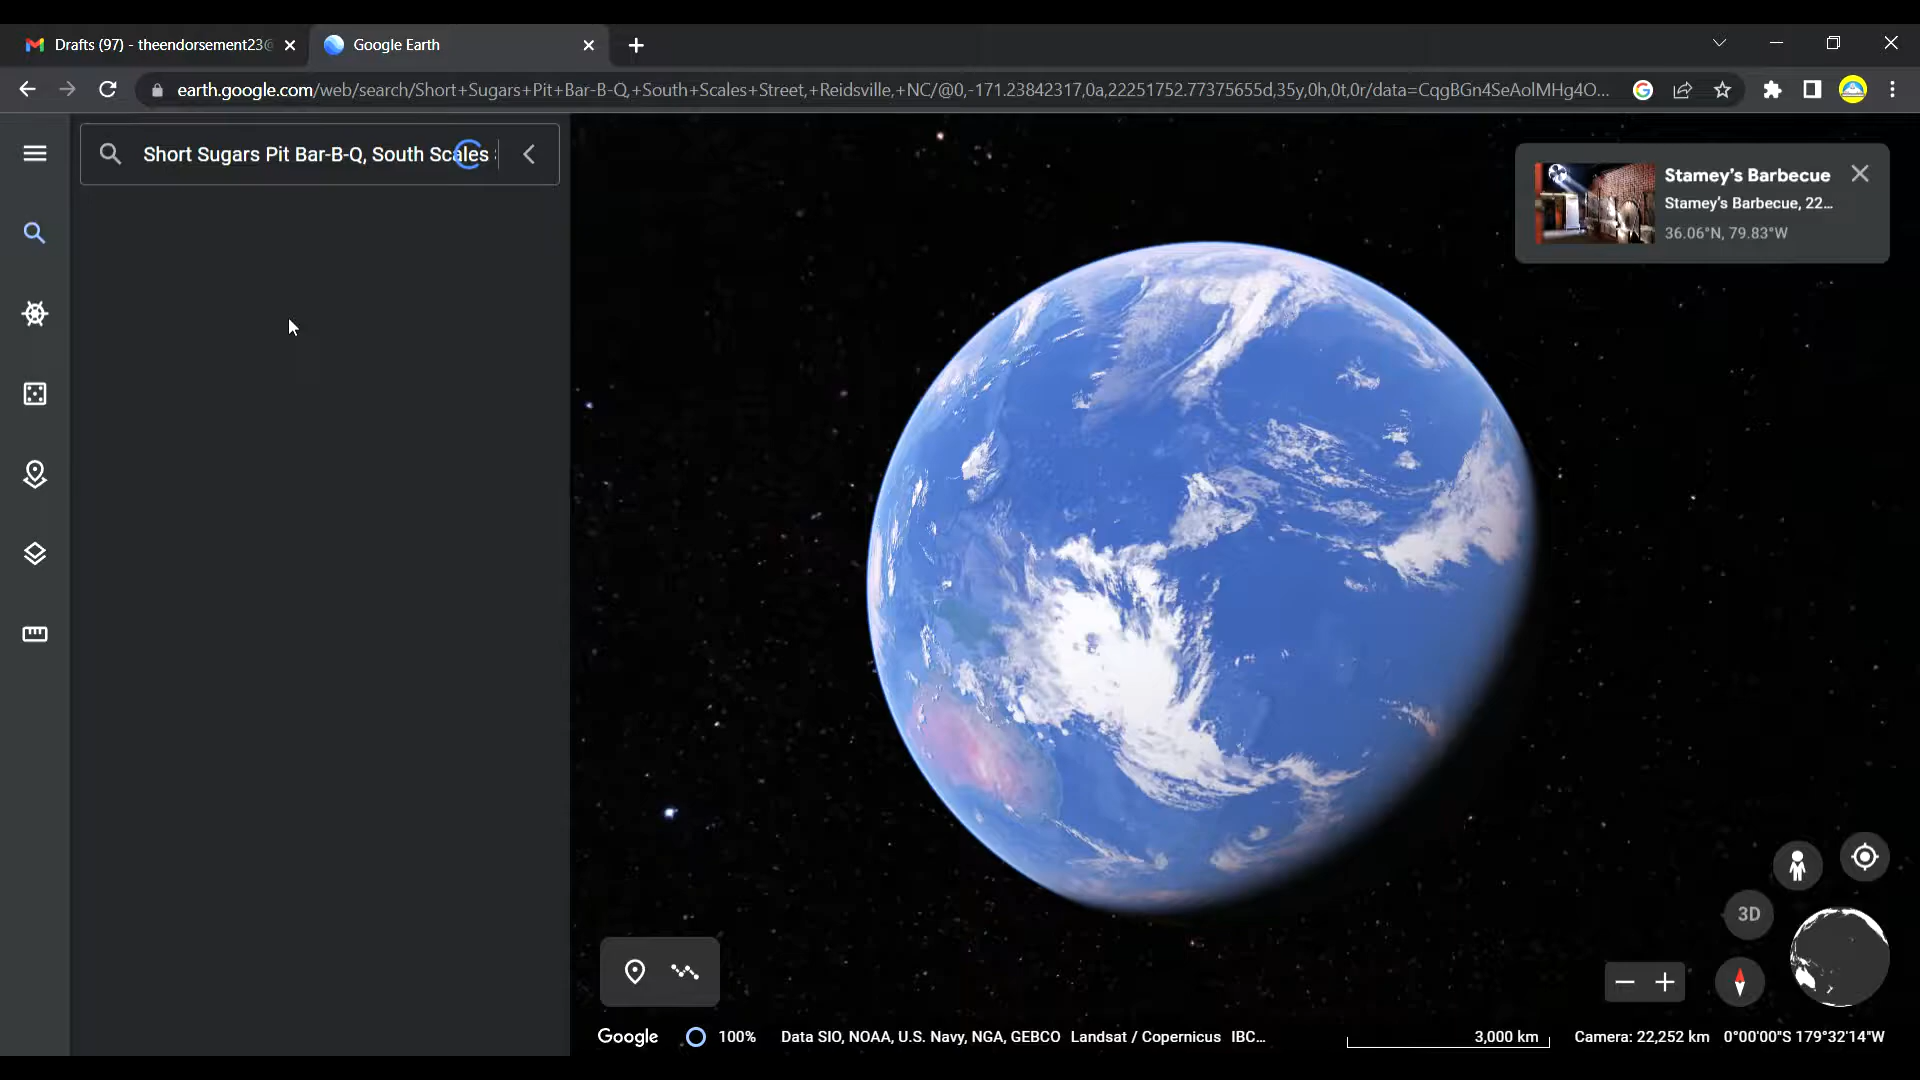 Drafts (97) - theendorsement23@
Google Earth
earth.google.com/web/search/Short+Sugars+Pit+Bar-B-Q,+South+Scales+Street,+Reidsville,+NC/@0,-171.23842317,0a,22251752.77375655d,35y,0h,0t,0r/data=CqgBGn4SeAolMHg4O...
Short Sugars Pit Bar-B-Q, South Scales
Stamey's Barbecue
Stamey's Barbecue, 22...
36.06°N, 79.83°W
3D
Google
100%
Data SIO, NOAA, U.S. Navy, NGA, GEBCO Landsat / Copernicus IBC...
3,000 km
Camera: 22,252 km
0°00'00"S 179°32'14"W